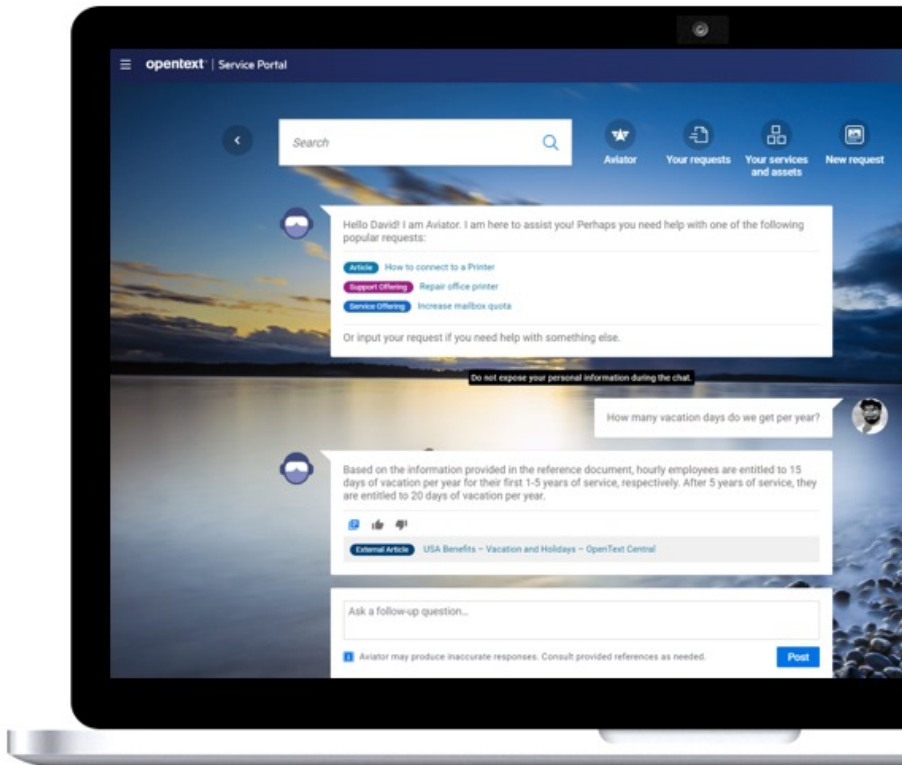 opentext™ | Service Portal
Search
Aviator
Your requests
Your services
and assets
New request
Hello David! I am Aviator. I am here to assist you! Perhaps you need help with one of the following
popular requests:
Article How to connect to a Printer
Support Offering Repair office printer
Service Offering Increase mailbox quota
Or input your request if you need help with something else.
Do not expose your personal information during the chat.
How many vacation days do we get per year?
Based on the information provided in the reference document, hourly employees are entitled to 15
days of vacation per year for their first 1-5 years of service, respectively. After 5 years of service, they
are entitled to 20 days of vacation per year.
External Article USA Benefits – Vacation and Holidays – OpenText Central
Ask a follow-up question...
Aviator may produce inaccurate responses. Consult provided references as needed.
Post